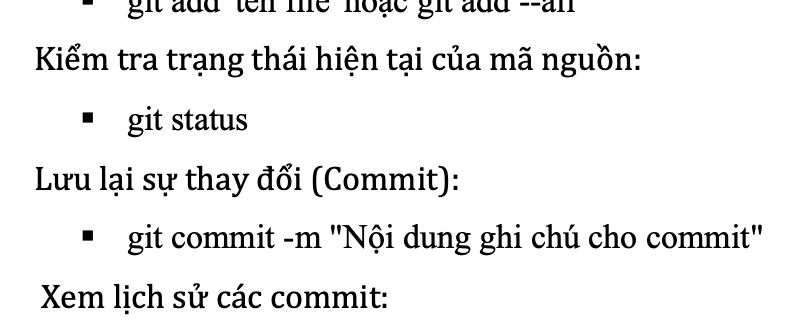 ▪ git add 'tên file' hoặc git add --all
Kiểm tra trạng thái hiện tại của mã nguồn:
▪ git status
Lưu lại sự thay đổi (Commit):
▪ git commit -m "Nội dung ghi chú cho commit"
Xem lịch sử các commit: